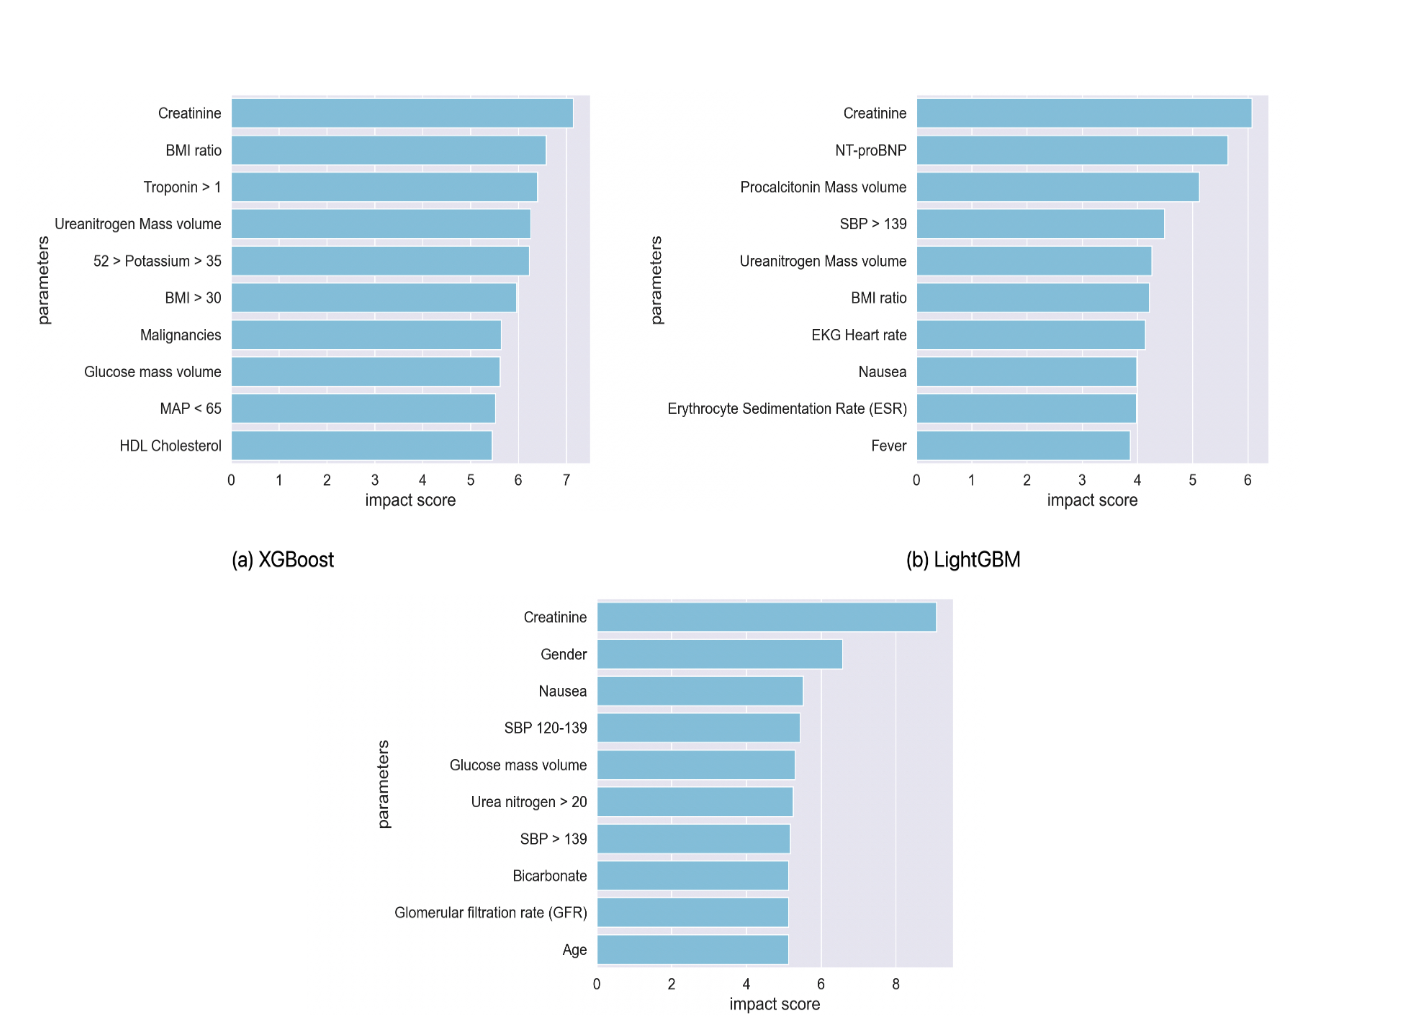 Creatinine
BMI ratio
Troponin > 1
Ureanitrogen Mass volume
52 > Potassium > 35
BMI > 30
Malignancies
Glucose mass volume
MAP < 65
HDL Cholesterol
parameters
0 1 2 3 4 5 6 7
impact score
(a) XGBoost
Creatinine
NT-proBNP
Procalcitonin Mass volume
SBP > 139
Ureanitrogen Mass volume
BMI ratio
EKG Heart rate
Nausea
Erythrocyte Sedimentation Rate (ESR)
Fever
parameters
0 1 2 3 4 5 6
impact score
(b) LightGBM
Creatinine
Gender
Nausea
SBP 120-139
Glucose mass volume
Urea nitrogen > 20
SBP > 139
Bicarbonate
Glomerular filtration rate (GFR)
Age
parameters
0 2 4 6 8
impact score